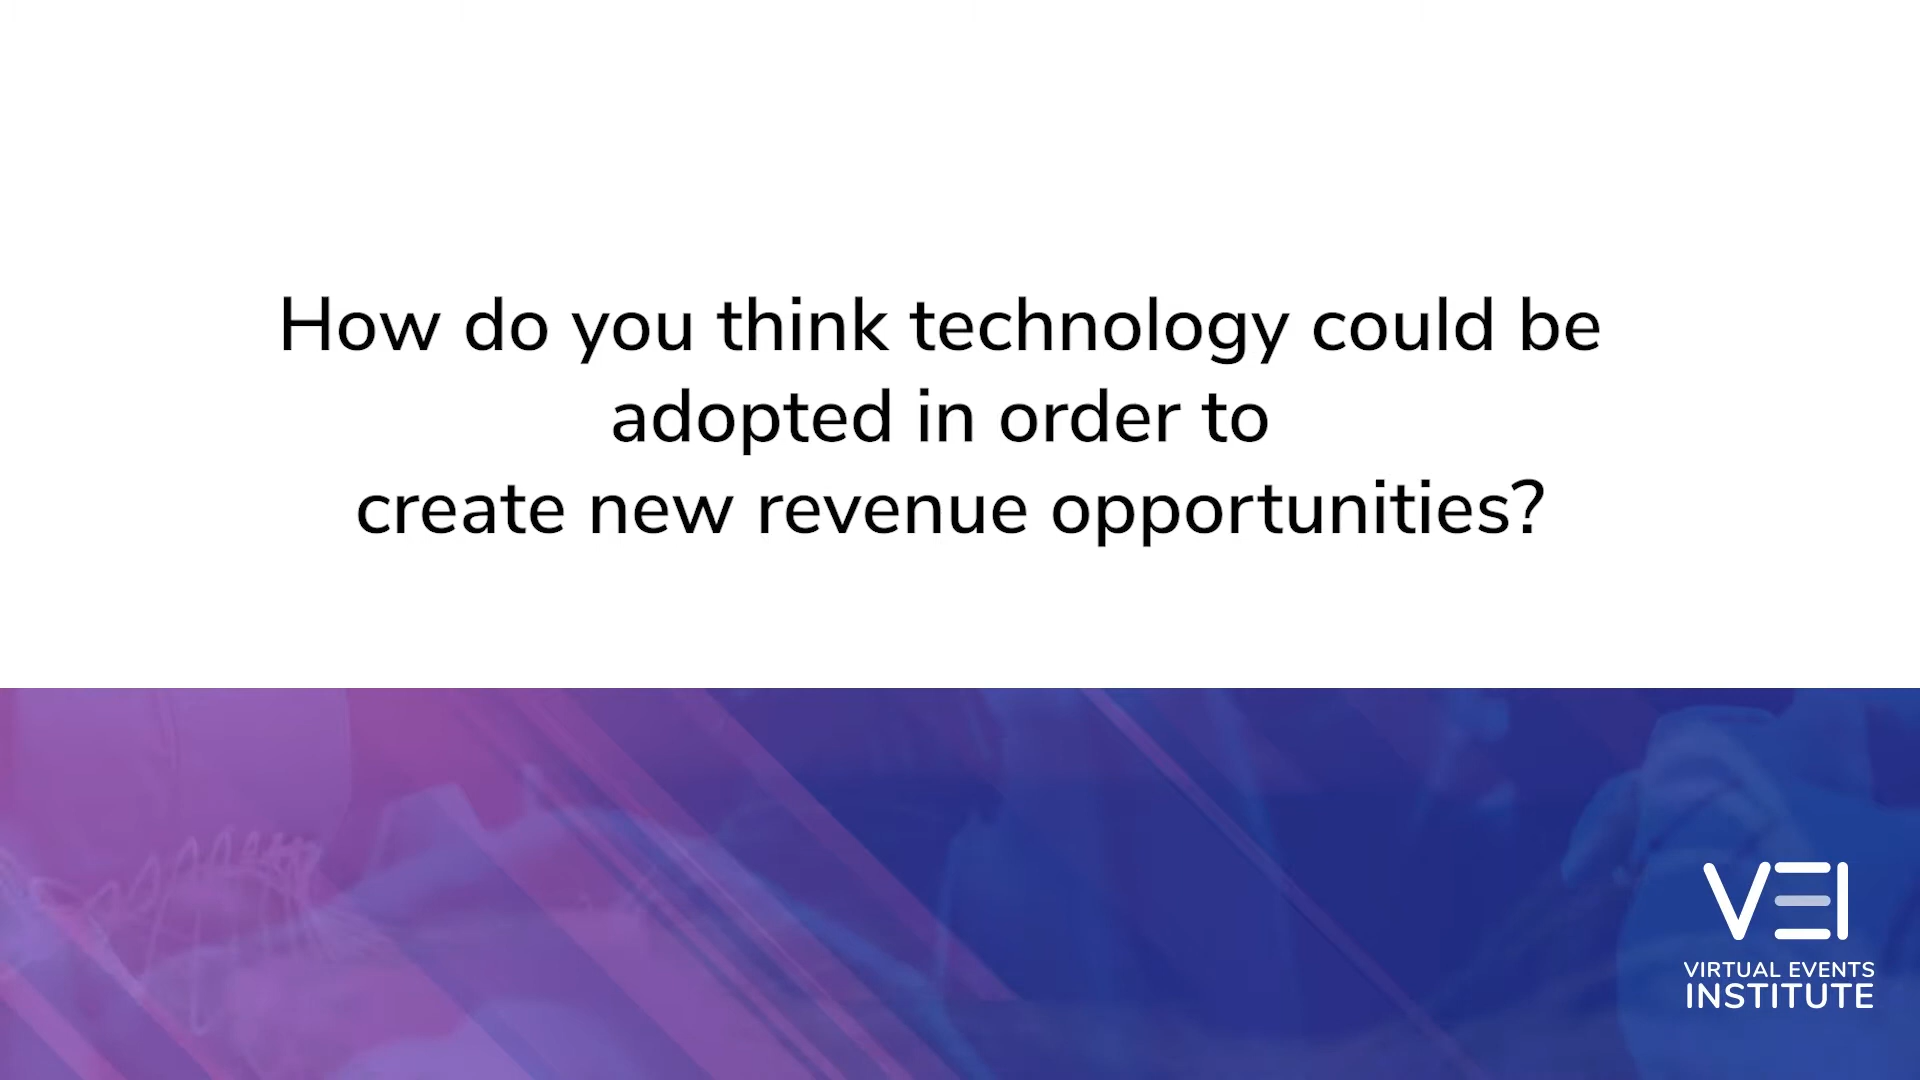 How do you think technology could be
adopted in order to
create new revenue opportunities?
VEI
VIRTUAL EVENTS
INSTITUTE